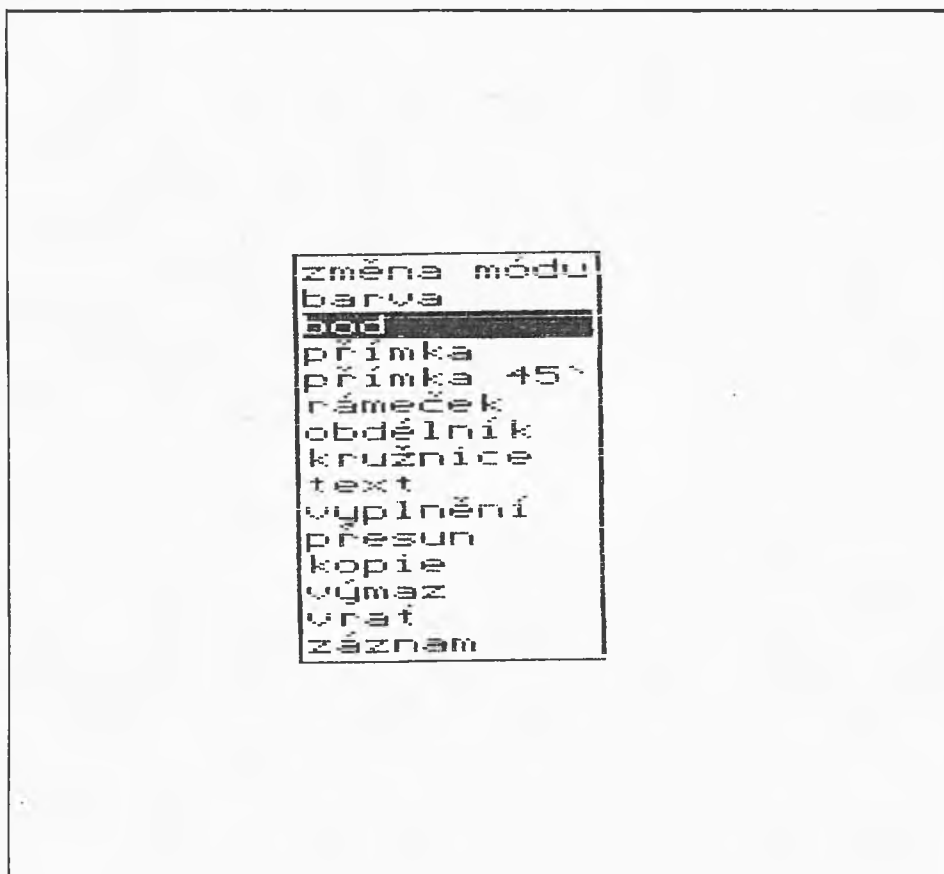 změna módu
barva
bod
přímka
přímka 45°
rámeček
obdélník
kružnice
text
vyplnění
přesun
kopie
výmaz
vrať
záznam